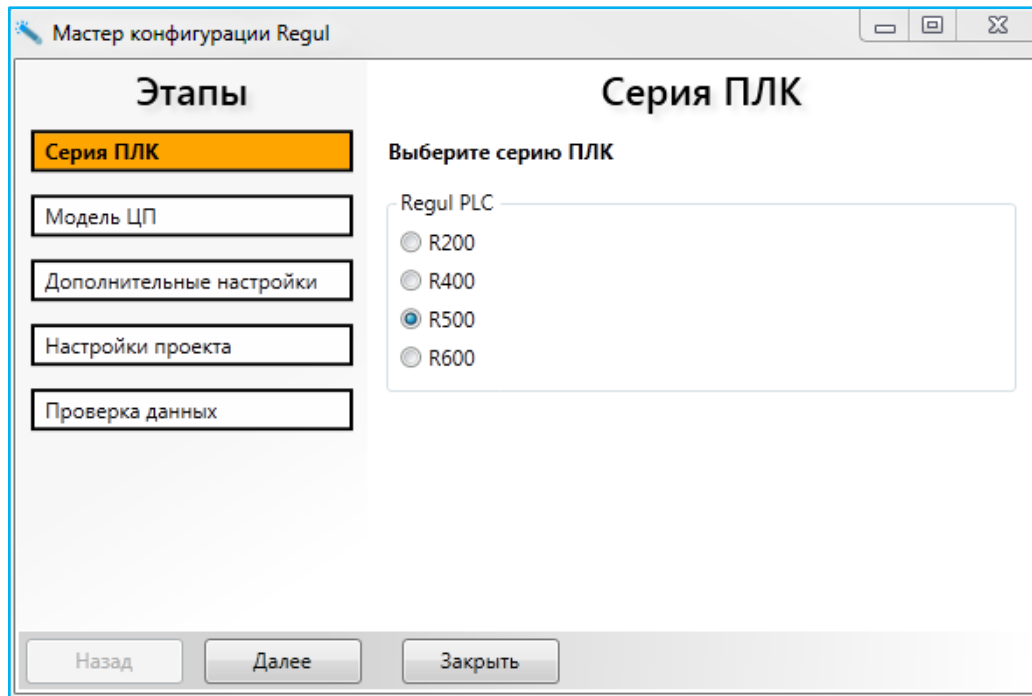 Мастер конфигурации Regul
Этапы
Серия ПЛК
Модель ЦП
Дополнительные настройки
Настройки проекта
Проверка данных
Серия ПЛК
Выберите серию ПЛК
Regul PLC
R200
R400
R500
R600
Назад
Далее
Закрыть